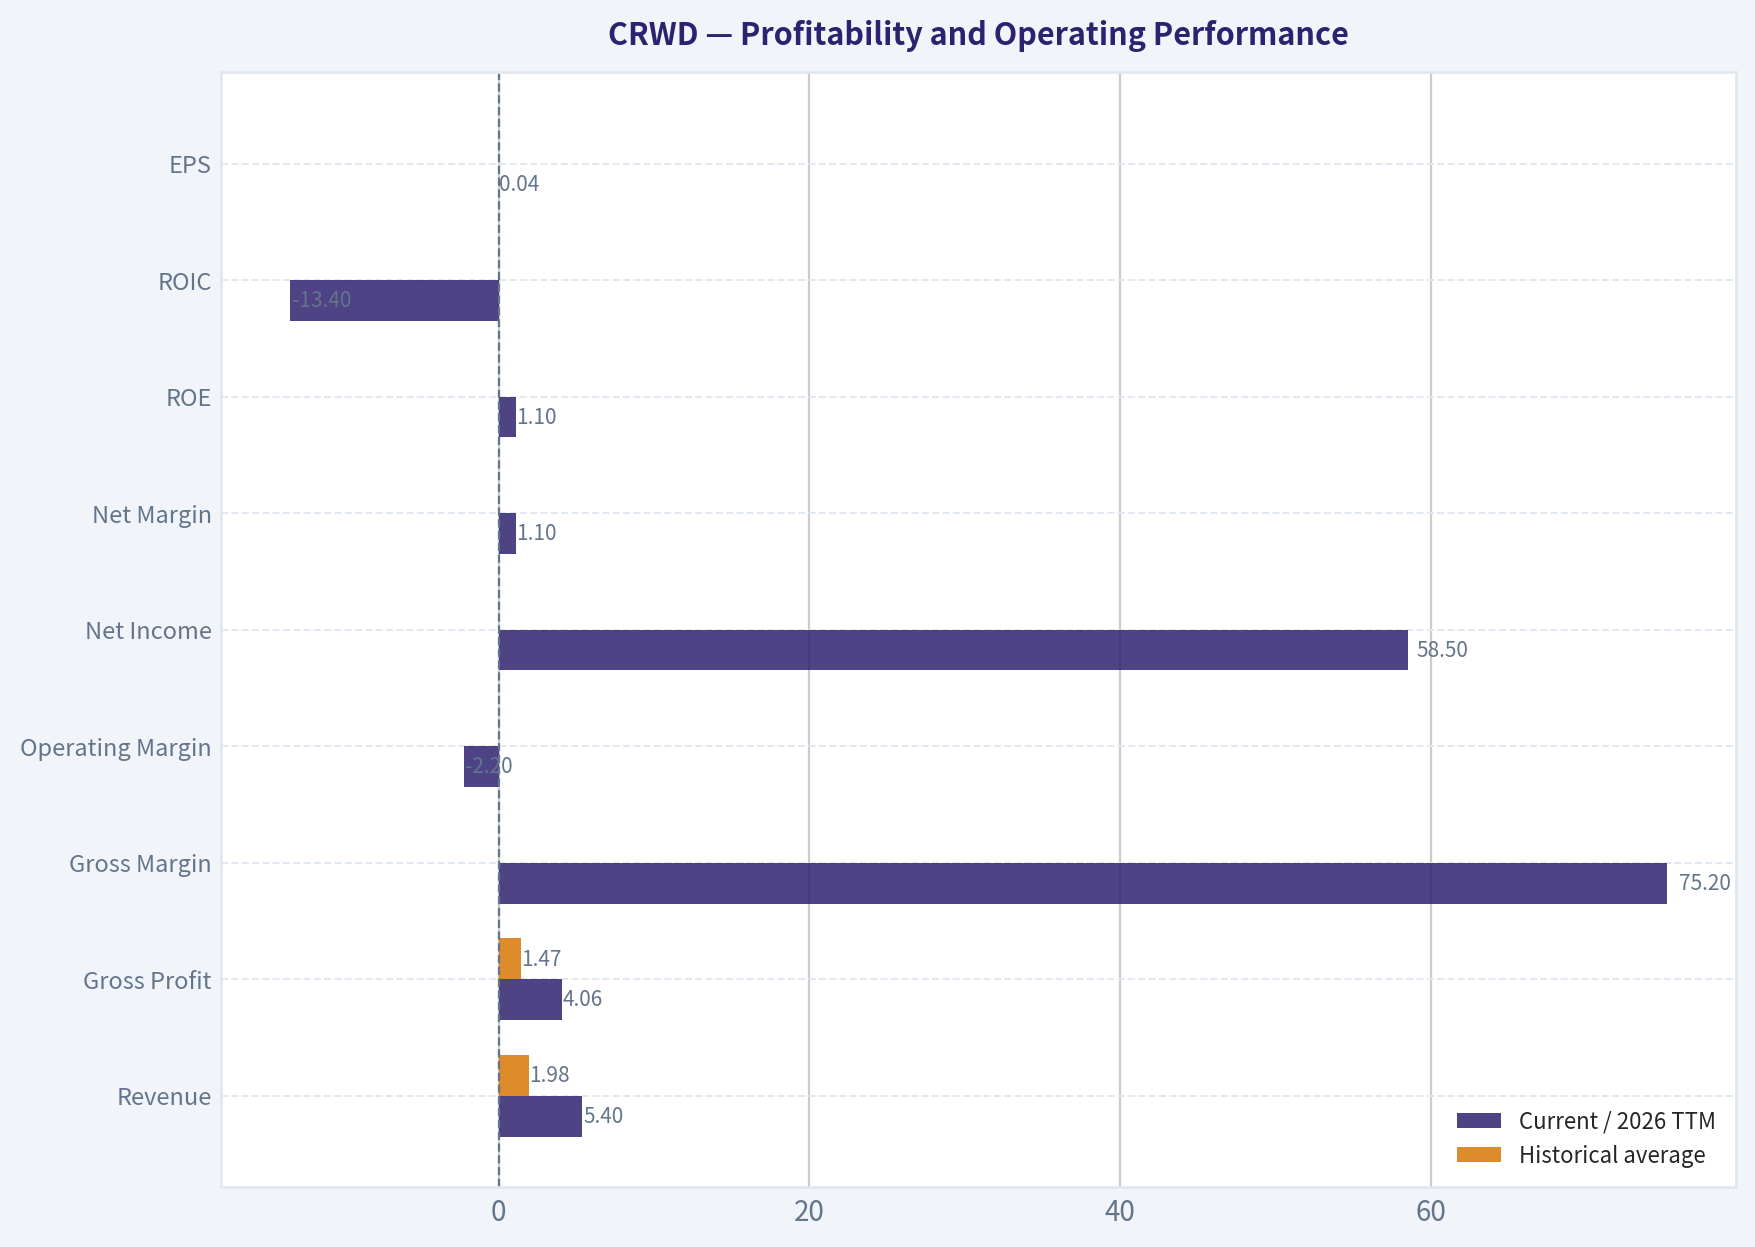 CRWD — Profitability and Operating Performance
EPS
0.04
ROIC
-13.40
ROE
1.10
Net Margin
1.10
Net Income
58.50
Operating Margin
-2.20
Gross Margin
75.20
1.47
Gross Profit
4.06
1.98
Revenue
5.40
Current / 2026 TTM
Historical average
0 20 40 60